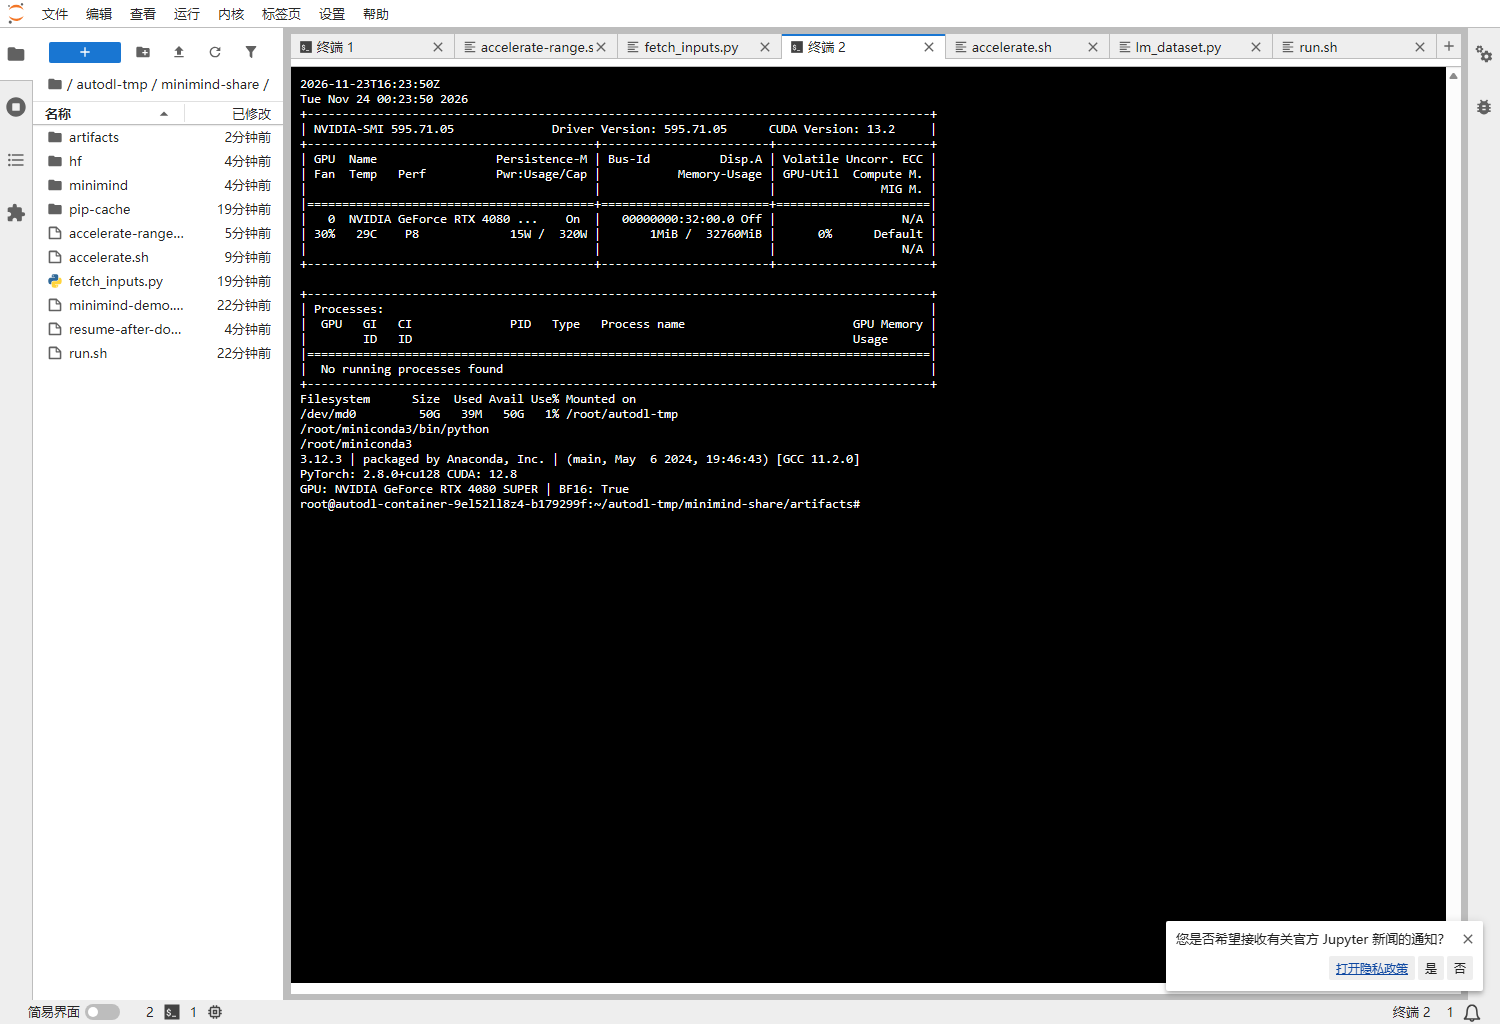 文件 编辑 查看 运行 内核 标签页 设置 帮助
+
/ autodl-tmp / minimind-share /
名称 已修改
artifacts 2分钟前
hf 4分钟前
minimind 4分钟前
pip-cache 19分钟前
accelerate-range... 5分钟前
accelerate.sh 9分钟前
fetch_inputs.py 19分钟前
minimind-demo.... 22分钟前
resume-after-do... 4分钟前
run.sh 22分钟前
终端 1 accelerate-range.s fetch_inputs.py 终端 2 accelerate.sh lm_dataset.py run.sh +
2026-11-23T16:23:50Z
Tue Nov 24 00:23:50 2026
+-----------------------------------------------------------------------------------------+
| NVIDIA-SMI 595.71.05              Driver Version: 595.71.05      CUDA Version: 13.2     |
+-----------------------------------------+------------------------+----------------------+
| GPU  Name                 Persistence-M | Bus-Id          Disp.A | Volatile Uncorr. ECC |
| Fan  Temp   Perf          Pwr:Usage/Cap |           Memory-Usage | GPU-Util  Compute M. |
|                                         |                        |               MIG M. |
|=========================================+========================+======================|
|   0  NVIDIA GeForce RTX 4080 ...    On  |   00000000:32:00.0 Off |                  N/A |
| 30%   29C    P8             15W /  320W |       1MiB /  32760MiB |      0%      Default |
|                                         |                        |                  N/A |
+-----------------------------------------+------------------------+----------------------+
+-----------------------------------------------------------------------------------------+
| Processes:                                                                              |
|  GPU   GI   CI              PID   Type   Process name                        GPU Memory |
|        ID   ID                                                               Usage      |
|=========================================================================================|
|  No running processes found                                                             |
+-----------------------------------------------------------------------------------------+
Filesystem      Size  Used Avail Use% Mounted on
/dev/md0         50G   39M   50G   1% /root/autodl-tmp
/root/miniconda3/bin/python
/root/miniconda3
3.12.3 | packaged by Anaconda, Inc. | (main, May  6 2024, 19:46:43) [GCC 11.2.0]
PyTorch: 2.8.0+cu128 CUDA: 12.8
GPU: NVIDIA GeForce RTX 4080 SUPER | BF16: True
root@autodl-container-9el52ll8z4-b179299f:~/autodl-tmp/minimind-share/artifacts#
您是否希望接收有关官方 Jupyter 新闻的通知？
打开隐私政策 是 否
简易界面 2 1 终端 2 1